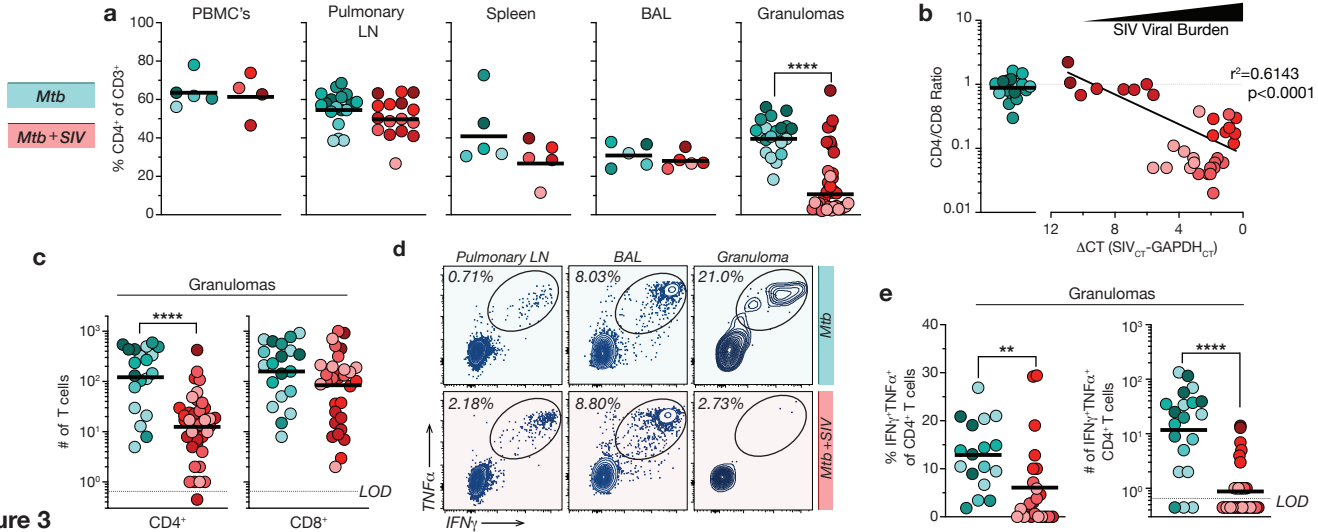 a
PBMC's
Pulmonary
LN
Spleen
BAL
Granulomas
b
Mtb
Mtb + SIV
% CD4⁺ of CD3⁺
100
80
60
40
20
0
****
SIV Viral Burden
r²=0.6143
p<0.0001
CD4/CD8 Ratio
10
1
0.1
0.01
12
8
4
0
ΔCT (SIV_CT-GAPDH_CT)
c
Granulomas
****
# of T cells
10³
10²
10¹
10⁰
LOD
CD4⁺
CD8⁺
d
Pulmonary LN
BAL
Granuloma
0.71%
8.03%
21.0%
Mtb
2.18%
8.80%
2.73%
Mtb + SIV
TNFα
IFNγ
e
Granulomas
% IFNγ⁺TNFα⁺
of CD4⁺ T cells
40
30
20
10
0
**
# of IFNγ⁺TNFα⁺
CD4⁺ T cells
10³
10²
10¹
10⁰
****
LOD
ure 3